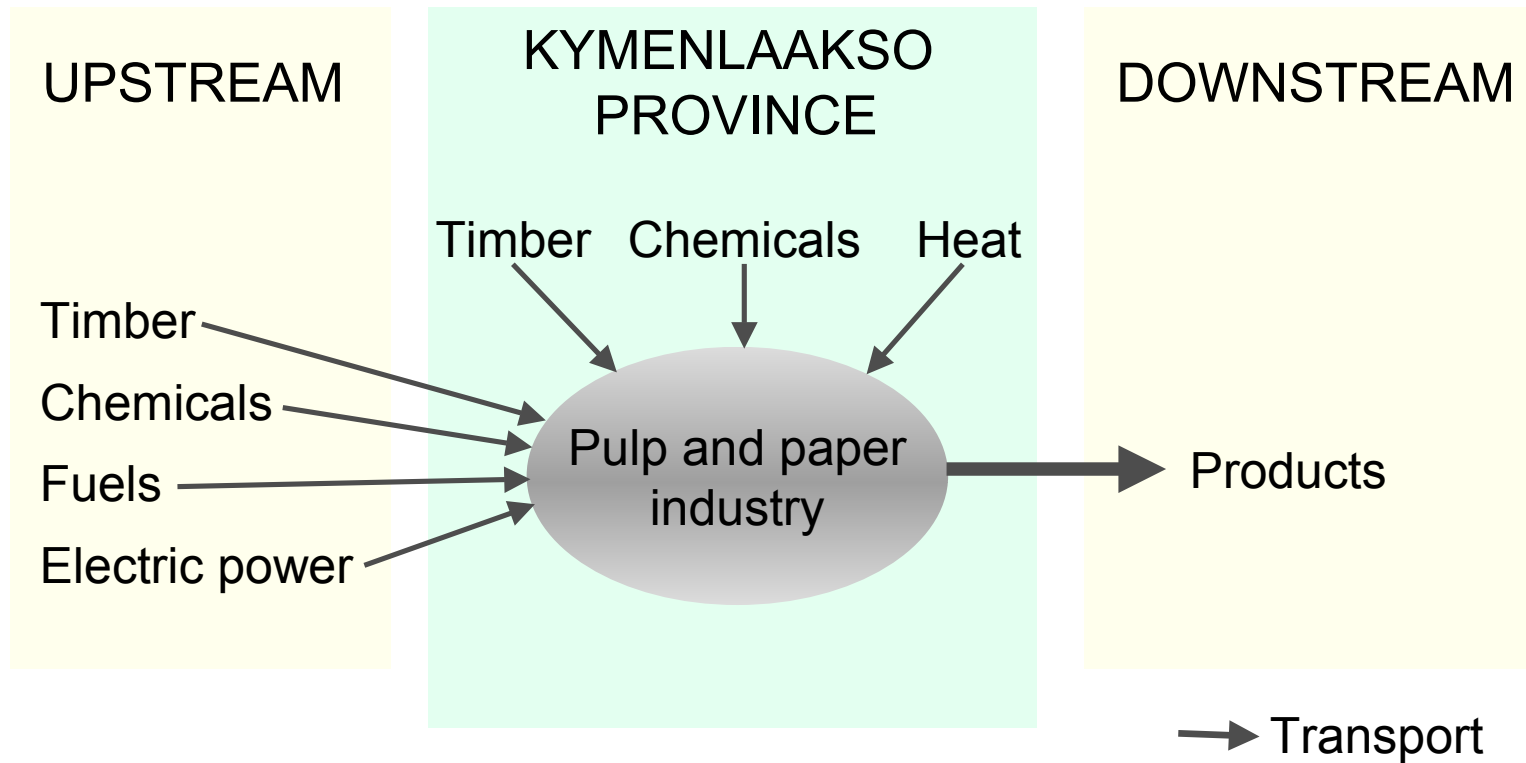 UPSTREAM
KYMENLAAKSO
PROVINCE
DOWNSTREAM
Timber Chemicals Heat
Timber
Chemicals
Fuels
Electric power
Pulp and paper
industry
Products
Transport